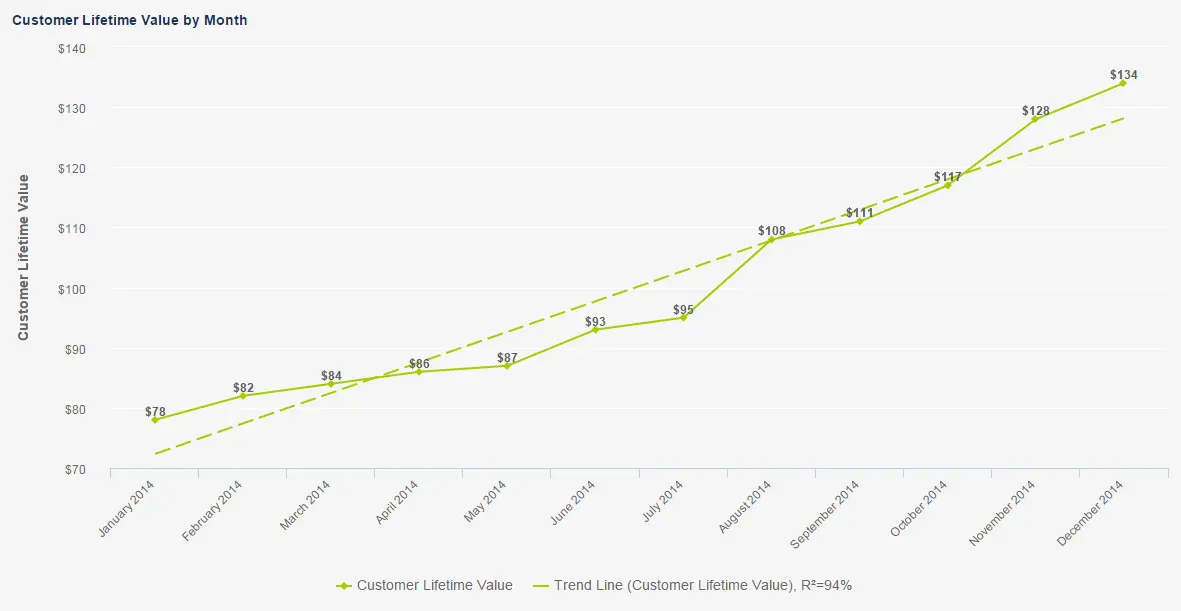 Customer Lifetime Value by Month
$140
$130
$120
$110
$100
$90
$80
$70
Customer Lifetime Value
$78
$82
$84
$86
$87
$93
$95
$108
$111
$117
$128
$134
January 2014
February 2014
March 2014
April 2014
May 2014
June 2014
July 2014
August 2014
September 2014
October 2014
November 2014
December 2014
Customer Lifetime Value
Trend Line (Customer Lifetime Value), R²=94%